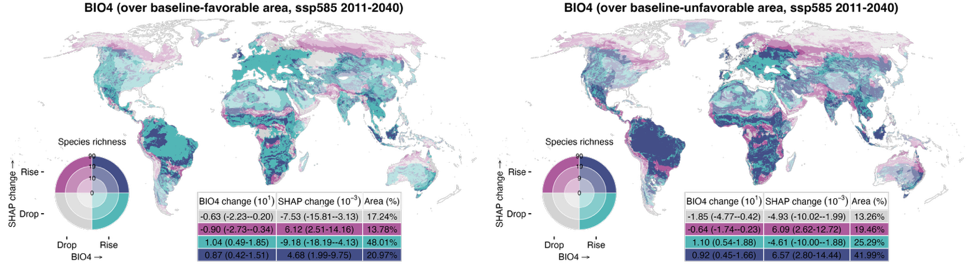 BIO4 (over baseline-favorable area, ssp585 2011-2040)
Species richness
90
10
1
0
SHAP change →
Rise
Drop
Drop Rise
BIO4 →
BIO4 change (10¹) SHAP change (10⁻³) Area (%)
-0.63 (-2.23--0.20) -7.53 (-15.81--3.13) 17.24%
-0.90 (-2.73--0.34) 6.12 (2.51-14.16) 13.78%
1.04 (0.49-1.85) -9.18 (-18.19--4.13) 48.01%
0.87 (0.42-1.51) 4.68 (1.99-9.75) 20.97%
BIO4 (over baseline-unfavorable area, ssp585 2011-2040)
Species richness
90
10
1
0
SHAP change →
Rise
Drop
Drop Rise
BIO4 →
BIO4 change (10¹) SHAP change (10⁻³) Area (%)
-1.85 (-4.77--0.42) -4.93 (-10.02--1.99) 13.26%
-0.64 (-1.74--0.23) 6.09 (2.62-12.72) 19.46%
1.10 (0.54-1.88) -4.61 (-10.00--1.88) 25.29%
0.92 (0.45-1.66) 6.57 (2.80-14.44) 41.99%